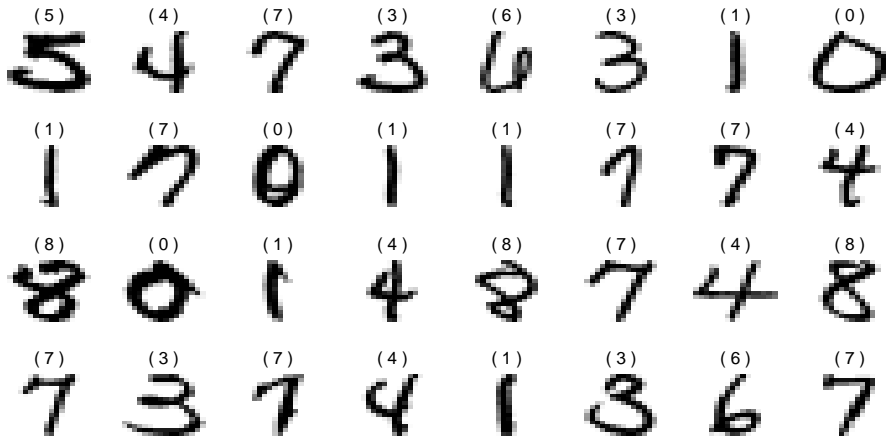 ( 5 ) ( 4 ) ( 7 ) ( 3 ) ( 6 ) ( 3 ) ( 1 ) ( 0 )
5 4 7 3 6 3 1 0
( 1 ) ( 7 ) ( 0 ) ( 1 ) ( 1 ) ( 7 ) ( 7 ) ( 4 )
1 7 0 1 1 7 7 4
( 8 ) ( 0 ) ( 1 ) ( 4 ) ( 8 ) ( 7 ) ( 4 ) ( 8 )
8 0 1 4 8 7 4 8
( 7 ) ( 3 ) ( 7 ) ( 4 ) ( 1 ) ( 3 ) ( 6 ) ( 7 )
7 3 7 4 1 3 6 7